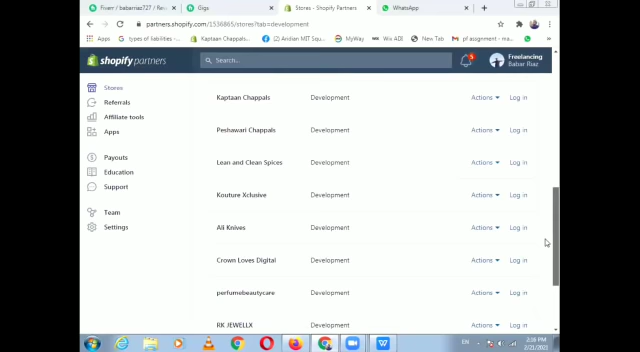 Fiverr / babarriaz727 / Rev
Gigs
Stores - Shopify Partners
WhatsApp
partners.shopify.com/1536865/stores?tab=development
Apps
types of liabilities -
Kaptaan Chappals
(2) Andian MIT Squ
MyWay
Wix ADI
New Tab
pf assignment - ma
shopify partners
Search...
5
Freelancing
Babar Riaz
Stores
Referrals
Affiliate tools
Apps
Payouts
Education
Support
Team
Settings
Kaptaan Chappals Development Actions Log in
Peshawari Chappals Development Actions Log in
Lean and Clean Spices Development Actions Log in
Kouture Xclusive Development Actions Log in
Ali Knives Development Actions Log in
Crown Loves Digital Development Actions Log in
perfumebeautycare Development Actions Log in
RK JEWELLX Development Actions Log in
EN
2:36 PM
2/21/2021